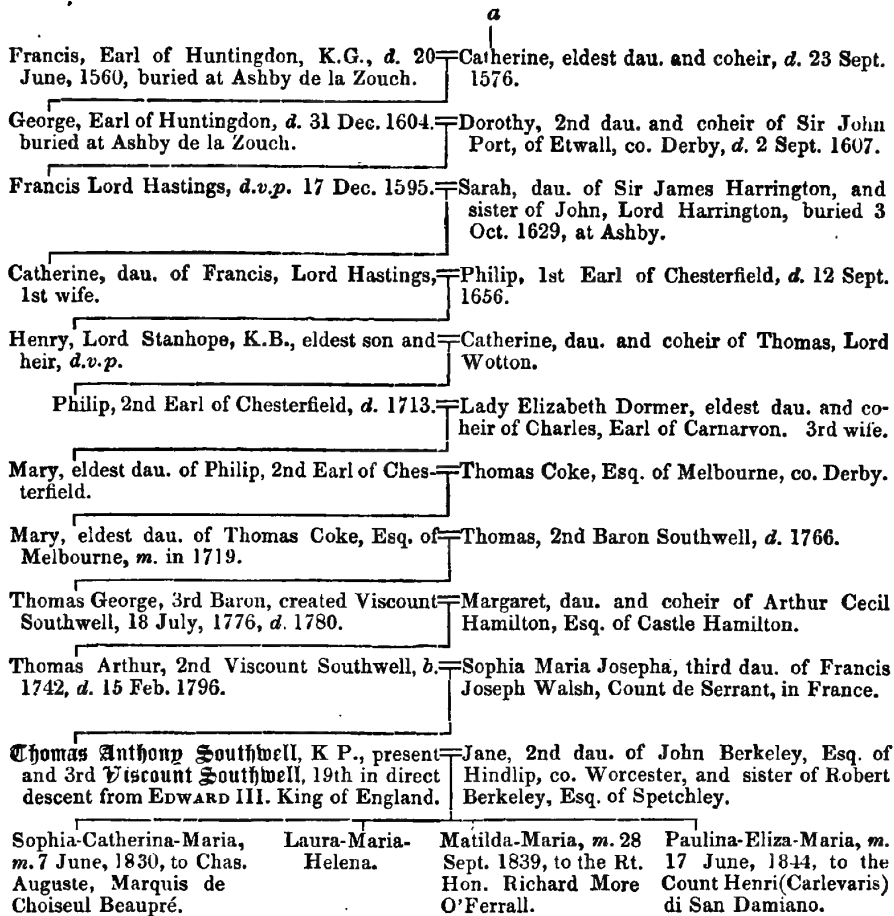 a
Francis, Earl of Huntingdon, K.G., d. 20
June, 1560, buried at Ashby de la Zouch.
Catherine, eldest dau. and coheir, d. 23 Sept.
1576.
George, Earl of Huntingdon, d. 31 Dec. 1604.
buried at Ashby de la Zouch.
Dorothy, 2nd dau. and coheir of Sir John
Port, of Etwall, co. Derby, d. 2 Sept. 1607.
Francis Lord Hastings, d.v.p. 17 Dec. 1595.
Sarah, dau. of Sir James Harrington, and
sister of John, Lord Harrington, buried 3
Oct. 1629, at Ashby.
Catherine, dau. of Francis, Lord Hastings,
1st wife.
Philip, 1st Earl of Chesterfield, d. 12 Sept.
1656.
Henry, Lord Stanhope, K.B., eldest son and
heir, d.v.p.
Catherine, dau. and coheir of Thomas, Lord
Wotton.
Philip, 2nd Earl of Chesterfield, d. 1713.
Lady Elizabeth Dormer, eldest dau. and co-
heir of Charles, Earl of Carnarvon. 3rd wife.
Mary, eldest dau. of Philip, 2nd Earl of Ches-
terfield.
Thomas Coke, Esq. of Melbourne, co. Derby.
Mary, eldest dau. of Thomas Coke, Esq. of
Melbourne, m. in 1719.
Thomas, 2nd Baron Southwell, d. 1766.
Thomas George, 3rd Baron, created Viscount
Southwell, 18 July, 1776, d. 1780.
Margaret, dau. and coheir of Arthur Cecil
Hamilton, Esq. of Castle Hamilton.
Thomas Arthur, 2nd Viscount Southwell, b.
1742, d. 15 Feb. 1796.
Sophia Maria Josepha, third dau. of Francis
Joseph Walsh, Count de Serrant, in France.
Thomas Anthony Southwell, K P., present
and 3rd Viscount Southwell, 19th in direct
descent from EDWARD III. King of England.
Jane, 2nd dau. of John Berkeley, Esq. of
Hindlip, co. Worcester, and sister of Robert
Berkeley, Esq. of Spetchley.
Sophia-Catherina-Maria,
m. 7 June, 1830, to Chas.
Auguste, Marquis de
Choiseul Beaupré.
Laura-Maria-
Helena.
Matilda-Maria, m. 28
Sept. 1839, to the Rt.
Hon. Richard More
O'Ferrall.
Paulina-Eliza-Maria, m.
17 June, 1844, to the
Count Henri (Carlevaris)
di San Damiano.